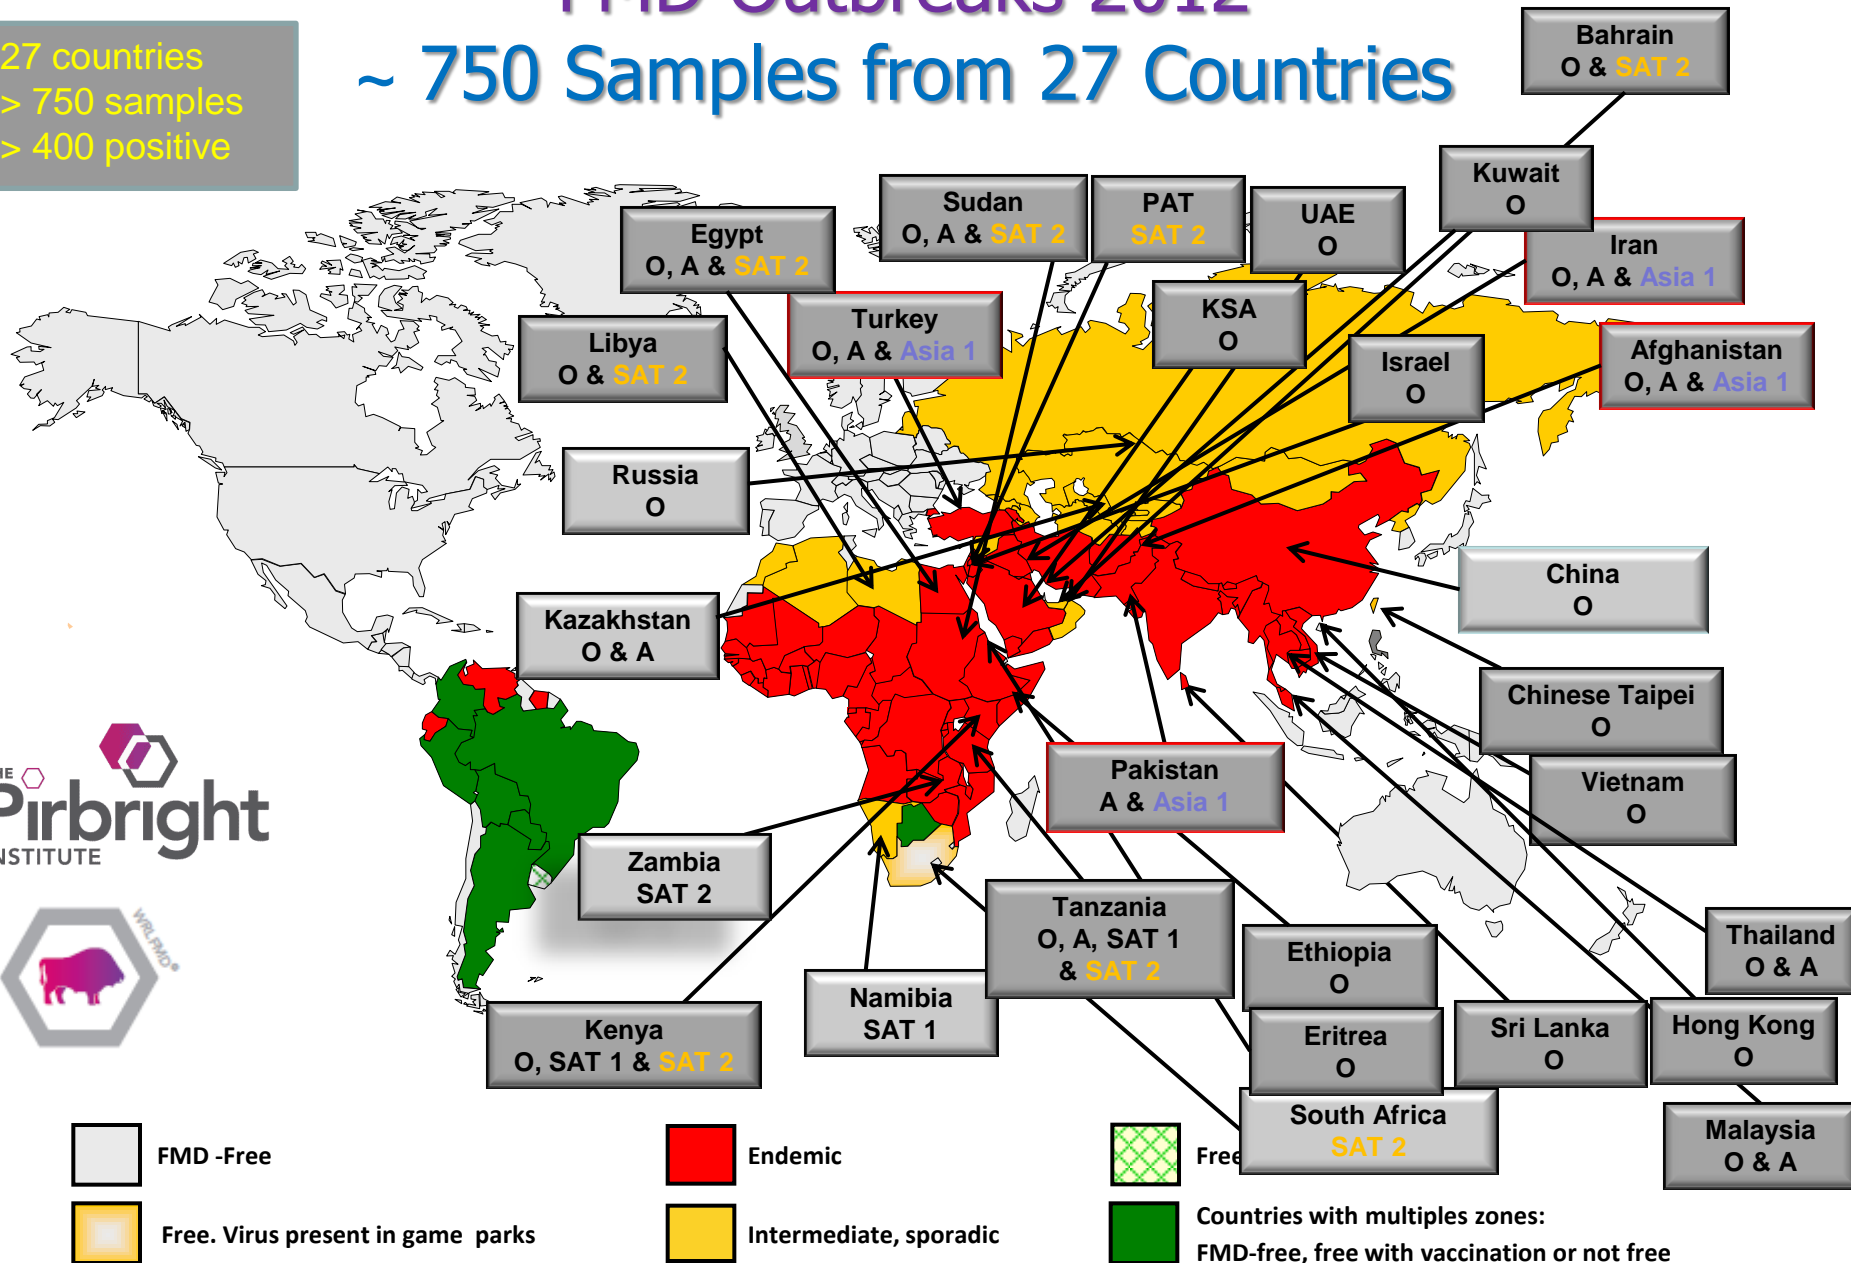 FMD Outbreaks 2012
~ 750 Samples from 27 Countries
27 countries
> 750 samples
> 400 positive
Bahrain
O & SAT 2
Kuwait
O
Sudan
O, A & SAT 2
PAT
SAT 2
UAE
O
Egypt
O, A & SAT 2
Iran
O, A & Asia 1
KSA
O
Turkey
O, A & Asia 1
Libya
O & SAT 2
Israel
O
Afghanistan
O, A & Asia 1
Russia
O
China
O
Kazakhstan
O & A
Chinese Taipei
O
Vietnam
O
Pakistan
A & Asia 1
THE
Pirbright
INSTITUTE
WRLFMD®
Zambia
SAT 2
Tanzania
O, A, SAT 1
& SAT 2
Ethiopia
O
Thailand
O & A
Namibia
SAT 1
Kenya
O, SAT 1 & SAT 2
Eritrea
O
Sri Lanka
O
Hong Kong
O
South Africa
SAT 2
Malaysia
O & A
FMD -Free
Endemic
Free
Free. Virus present in game parks
Intermediate, sporadic
Countries with multiples zones:
FMD-free, free with vaccination or not free